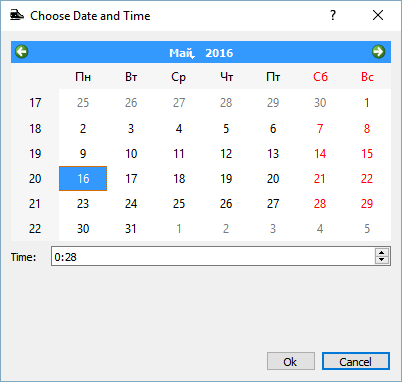 Choose Date and Time ?
Май, 2016
Пн Вт Ср Чт Пт Сб Вс
17 25 26 27 28 29 30 1
18 2 3 4 5 6 7 8
19 9 10 11 12 13 14 15
20 16 17 18 19 20 21 22
21 23 24 25 26 27 28 29
22 30 31 1 2 3 4 5
Time: 0:28
Ok Cancel